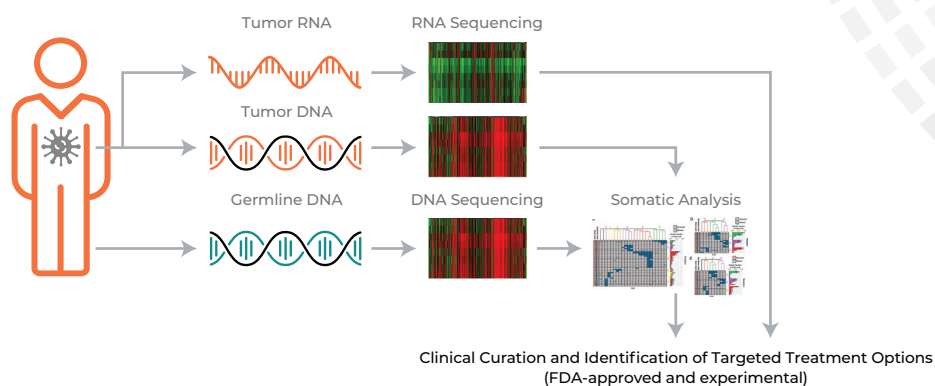 Tumor RNA
RNA Sequencing
Tumor DNA
Germline DNA
DNA Sequencing
Somatic Analysis
Clinical Curation and Identification of Targeted Treatment Options
(FDA-approved and experimental)